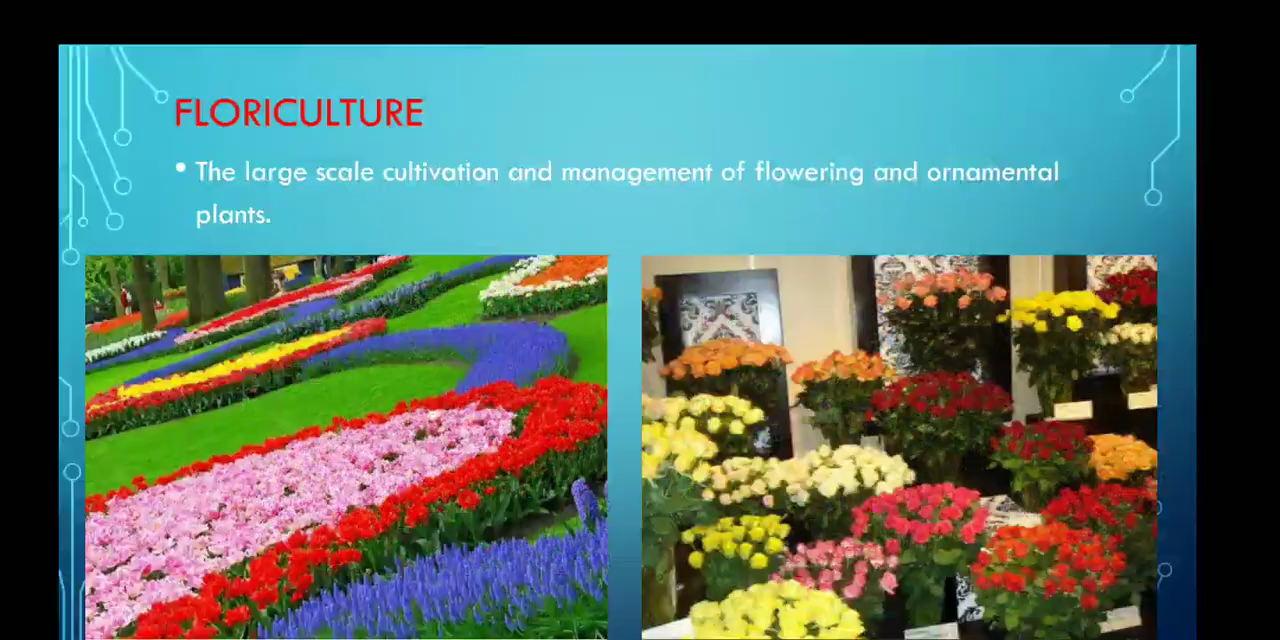 FLORICULTURE
• The large scale cultivation and management of flowering and ornamental
plants.